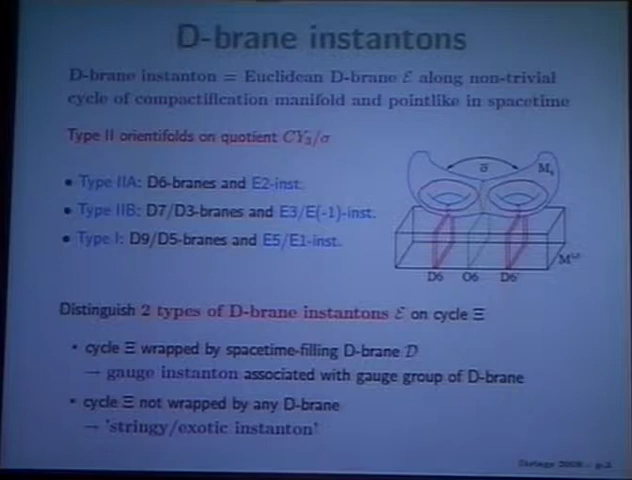 D-brane instantons
D-brane instanton = Euclidean D-brane ℰ along non-trivial
cycle of compactification manifold and pointlike in spacetime
Type II orientifolds on quotient CY₃/σ
• Type IIA: D6-branes and E2-inst.
• Type IIB: D7/D3-branes and E3/E(-1)-inst.
• Type I: D9/D5-branes and E5/E1-inst.
σ̄
M₆
D6
O6
D6'
Distinguish 2 types of D-brane instantons ℰ on cycle Ξ
• cycle Ξ wrapped by spacetime-filling D-brane 𝒟
→ gauge instanton associated with gauge group of D-brane
• cycle Ξ not wrapped by any D-brane
→ 'stringy/exotic instanton'